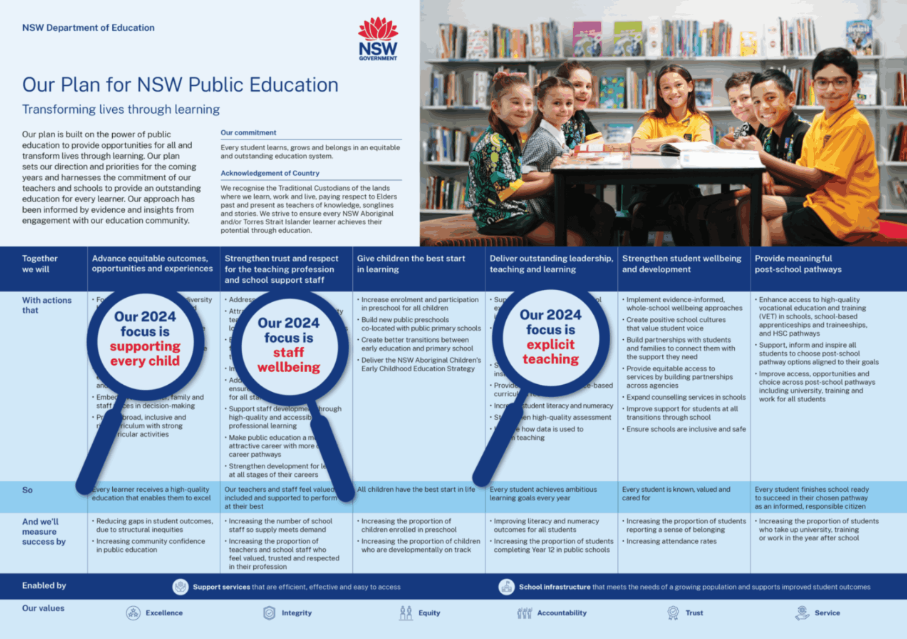 NSW Department of Education
NSW
GOVERNMENT
Our Plan for NSW Public Education
Transforming lives through learning
Our plan is built on the power of public
education to provide opportunities for all and
transform lives through learning. Our plan
sets our direction and priorities for the coming
years and harnesses the commitment of our
teachers and schools to provide an outstanding
education for every learner. Our approach has
been informed by evidence and insights from
engagement with our education community.
Our commitment
Every student learns, grows and belongs in an equitable
and outstanding education system.
Acknowledgement of Country
We recognise the Traditional Custodians of the lands
where we learn, work and live, paying respect to Elders
past and present as teachers of knowledge, songlines
and stories. We strive to ensure every NSW Aboriginal
and/or Torres Strait Islander learner achieves their
potential through education.
Together
we will
Advance equitable outcomes,
opportunities and experiences
Strengthen trust and respect
for the teaching profession
and school support staff
Give children the best start
in learning
Deliver outstanding leadership,
teaching and learning
Strengthen student wellbeing
and development
Provide meaningful
post-school pathways
With actions
that
Our 2024
focus is
supporting
every child
family and
staff in decision-making
broad, inclusive and
with strong
activities
Our 2024
focus is
staff
wellbeing
for all
• Support staff development through
high-quality and
professional learning
• Make public education a
attractive career with more
career pathways
• Strengthen development for
at all stages of their careers
• Increase enrolment and participation
in preschool for all children
• Build new public preschools
co-located with public primary schools
• Create better transitions between
early education and primary school
• Deliver the NSW Aboriginal Children's
Early Childhood Education Strategy
Our 2024
focus is
explicit
teaching
student literacy and numeracy
high-quality assessment
how data is used to
teaching
• Implement evidence-informed,
whole-school wellbeing approaches
• Create positive school cultures
that value student voice
• Build partnerships with students
and families to connect them with
the support they need
• Provide equitable access to
services by building partnerships
across agencies
• Expand counselling services in schools
• Improve support for students at all
transitions through school
• Ensure schools are inclusive and safe
• Enhance access to high-quality
vocational education and training
(VET) in schools, school-based
apprenticeships and traineeships,
and HSC pathways
• Support, inform and inspire all
students to choose post-school
pathway options aligned to their goals
• Improve access, opportunities and
choice across post-school pathways
including university, training and
work for all students
So
Every learner receives a high-quality
education that enables them to excel
Our teachers and staff feel valued,
included and supported to perform
at their best
All children have the best start in life
Every student achieves ambitious
learning goals every year
Every student is known, valued and
cared for
Every student finishes school ready
to succeed in their chosen pathway
as an informed, responsible citizen
And we'll
measure
success by
• Reducing gaps in student outcomes,
due to structural inequities
• Increasing community confidence
in public education
• Increasing the number of school
staff so supply meets demand
• Increasing the proportion of
teachers and school staff who
feel valued, trusted and respected
in their profession
• Increasing the proportion of
children enrolled in preschool
• Increasing the proportion of children
who are developmentally on track
• Improving literacy and numeracy
outcomes for all students
• Increasing the proportion of students
completing Year 12 in public schools
• Increasing the proportion of students
reporting a sense of belonging
• Increasing attendance rates
• Increasing the proportion of students
who take up university, training
or work in the year after school
Enabled by
Support services that are efficient, effective and easy to access
School infrastructure that meets the needs of a growing population and supports improved student outcomes
Our values
Excellence
Integrity
Equity
Accountability
Trust
Service